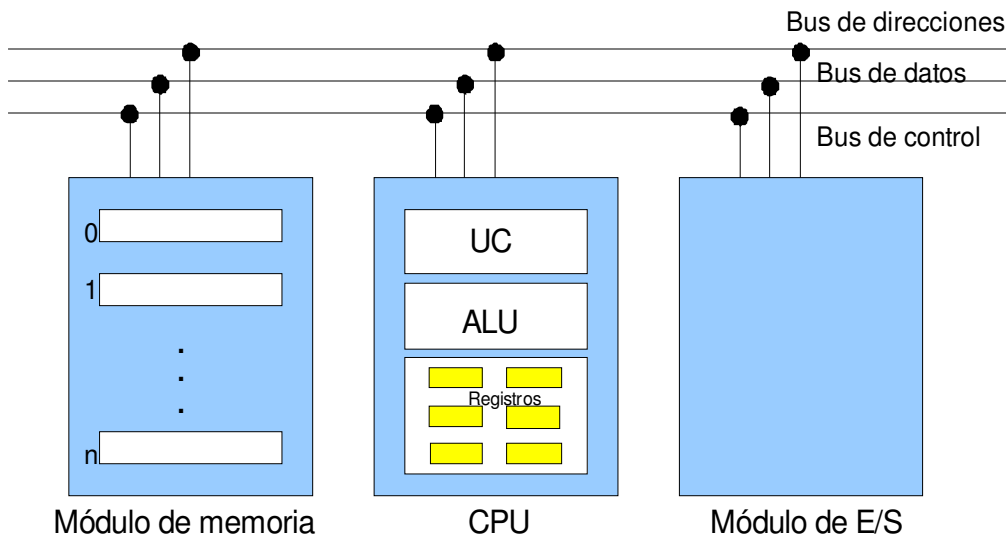 Bus de direcciones
Bus de datos
Bus de control
0
1
.
.
.
n
UC
ALU
Registros
Módulo de memoria
CPU
Módulo de E/S